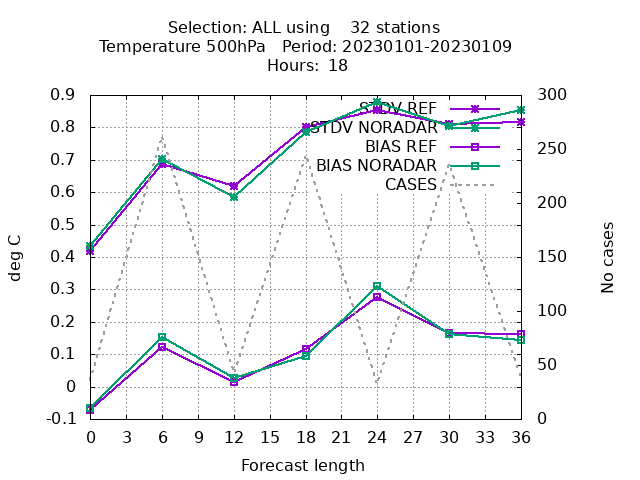 Selection: ALL using 32 stations
Temperature 500hPa Period: 20230101-20230109
Hours: 18
0.9
0.8
0.7
0.6
0.5
0.4
0.3
0.2
0.1
0
-0.1
deg C
STDV REF
STDV NORADAR
BIAS REF
BIAS NORADAR
CASES
300
250
200
150
100
50
0
No cases
0 3 6 9 12 15 18 21 24 27 30 33 36
Forecast length